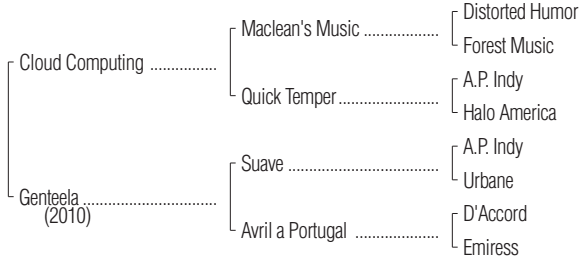 Distorted Humor
Maclean's Music ..................
Forest Music
Cloud Computing ................
A.P. Indy
Quick Temper........................
Halo America
A.P. Indy
Suave ....................................
Urbane
Genteela ................................
(2010)
D'Accord
Avril a Portugal ....................
Emiress